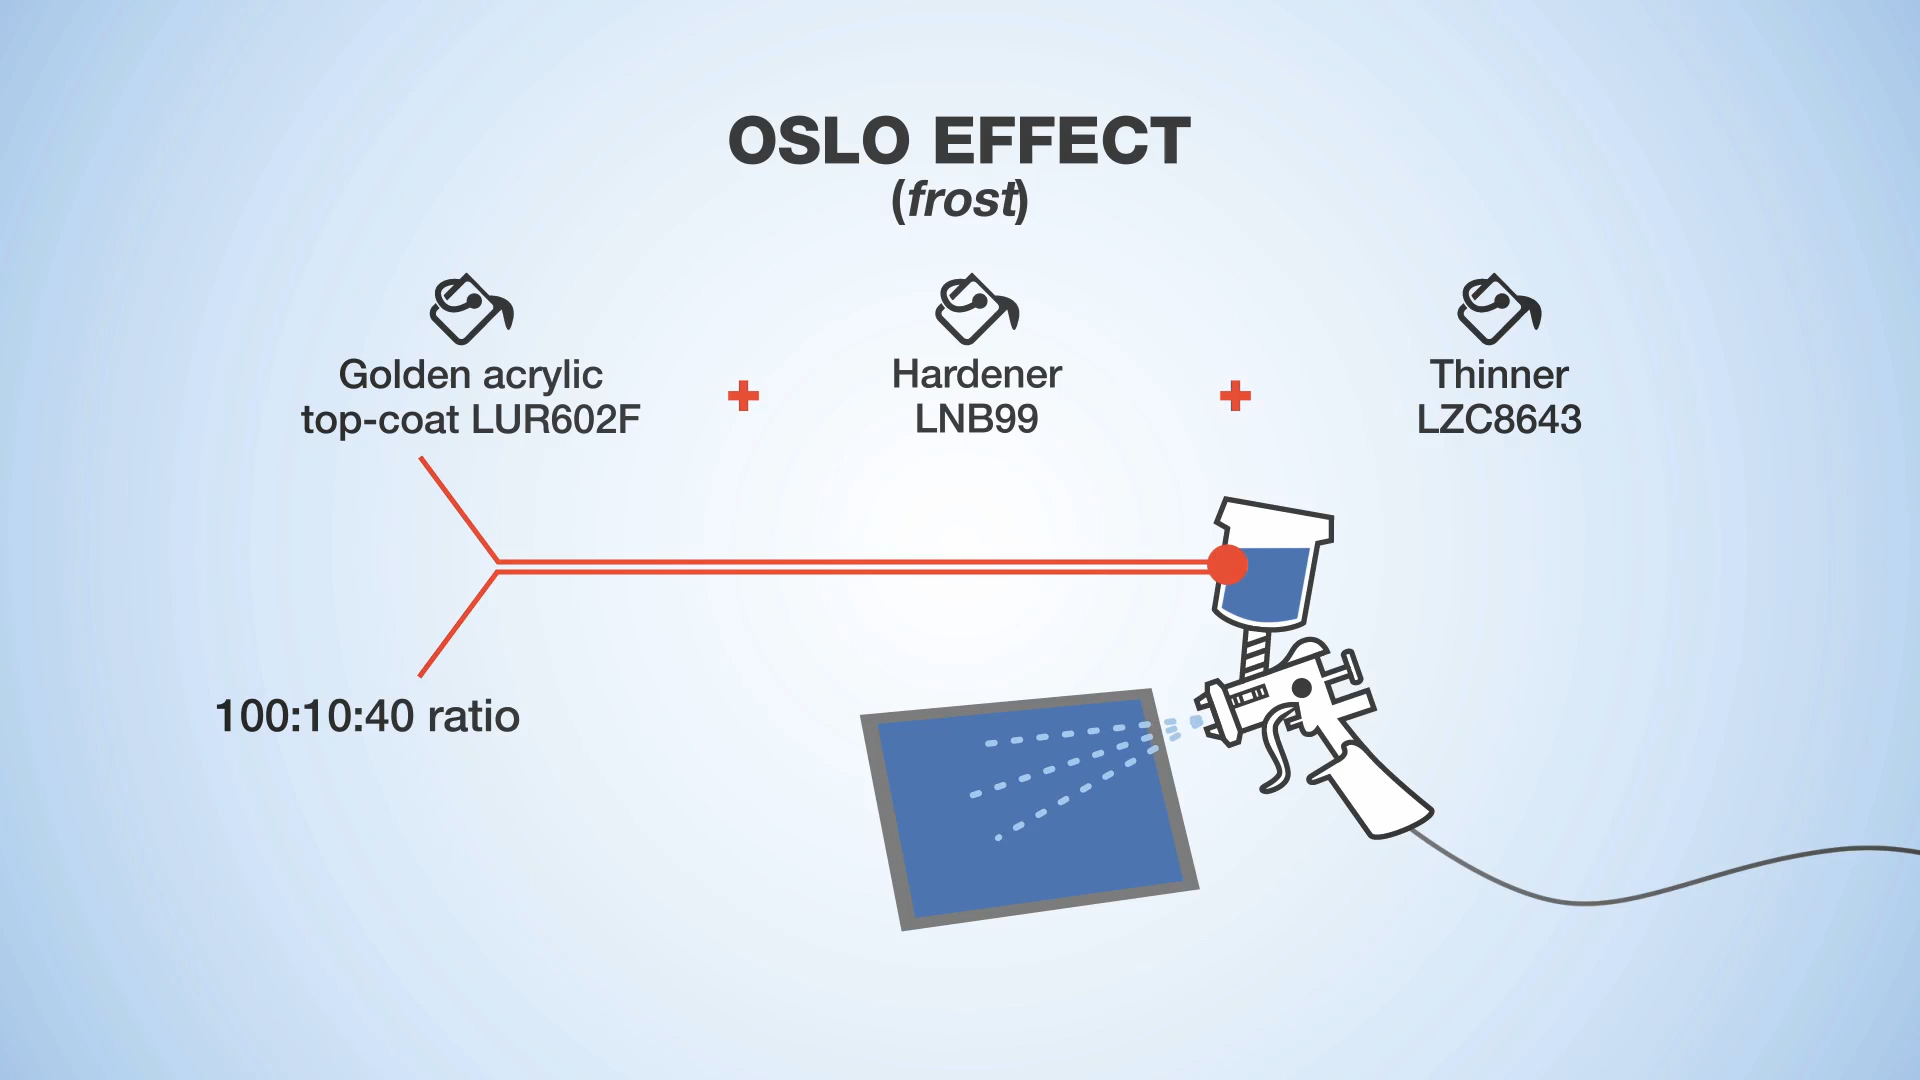 OSLO EFFECT
(frost)
Golden acrylic
top-coat LUR602F
+
Hardener
LNB99
+
Thinner
LZC8643
100:10:40 ratio